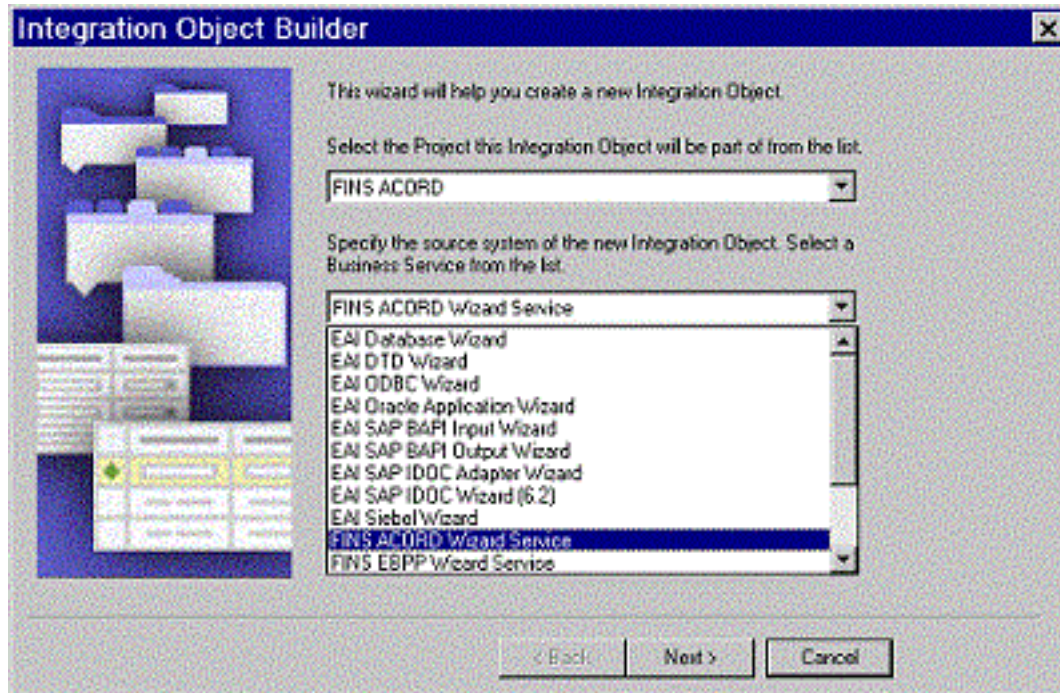 Integration Object Builder
This wizard will help you create a new Integration Object.
Select the Project this Integration Object will be part of from the list.
FINS ACORD
Specify the source system of the new Integration Object. Select a
Business Service from the list.
FINS ACORD Wizard Service
EAI Database Wizard
EAI DTD Wizard
EAI ODBC Wizard
EAI Oracle Application Wizard
EAI SAP BAPI Input Wizard
EAI SAP BAPI Output Wizard
EAI SAP IDOC Adapter Wizard
EAI SAP IDOC Wizard (6.2)
EAI Siebel Wizard
FINS ACORD Wizard Service
FINS EBPP Wizard Service
< Back Next > Cancel